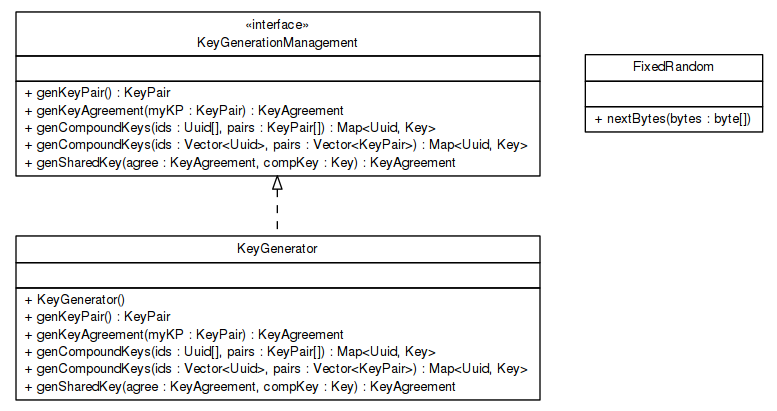 «interface»
KeyGenerationManagement
+ genKeyPair() : KeyPair
+ genKeyAgreement(myKP : KeyPair) : KeyAgreement
+ genCompoundKeys(ids : Uuid[], pairs : KeyPair[]) : Map<Uuid, Key>
+ genCompoundKeys(ids : Vector<Uuid>, pairs : Vector<KeyPair>) : Map<Uuid, Key>
+ genSharedKey(agree : KeyAgreement, compKey : Key) : KeyAgreement
FixedRandom
+ nextBytes(bytes : byte[])
KeyGenerator
+ KeyGenerator()
+ genKeyPair() : KeyPair
+ genKeyAgreement(myKP : KeyPair) : KeyAgreement
+ genCompoundKeys(ids : Uuid[], pairs : KeyPair[]) : Map<Uuid, Key>
+ genCompoundKeys(ids : Vector<Uuid>, pairs : Vector<KeyPair>) : Map<Uuid, Key>
+ genSharedKey(agree : KeyAgreement, compKey : Key) : KeyAgreement